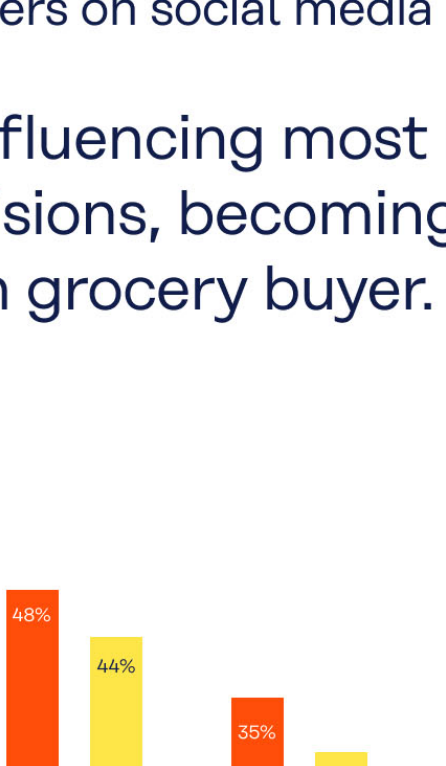 ers on social media
fluencing most
sions, becoming
grocery buyer.
48%
44%
35%